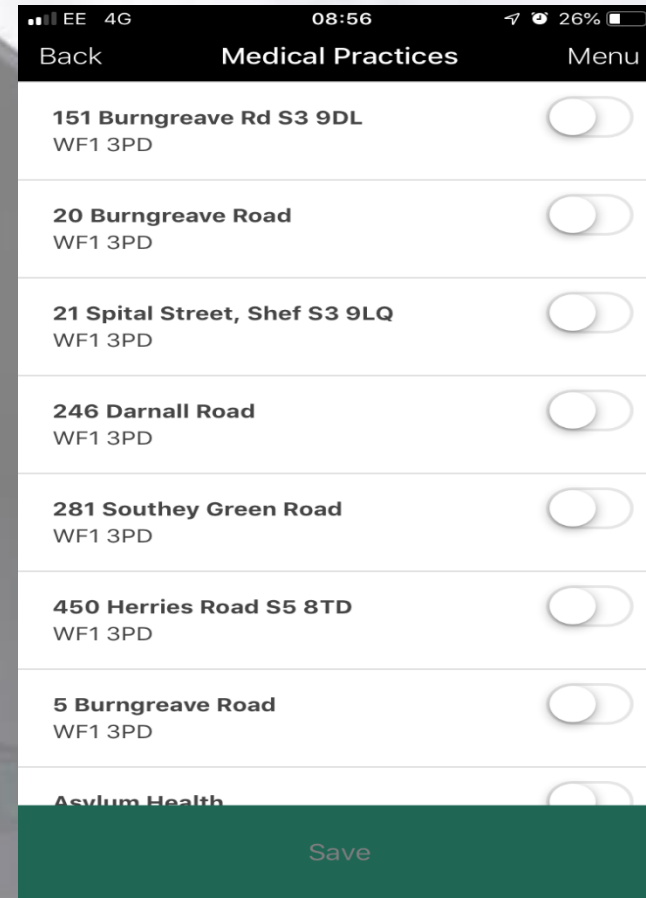 EE 4G 08:56 26%
Back Medical Practices Menu
151 Burngreave Rd S3 9DL
WF1 3PD
20 Burngreave Road
WF1 3PD
21 Spital Street, Shef S3 9LQ
WF1 3PD
246 Darnall Road
WF1 3PD
281 Southey Green Road
WF1 3PD
450 Herries Road S5 8TD
WF1 3PD
5 Burngreave Road
WF1 3PD
Asylum Health
Save